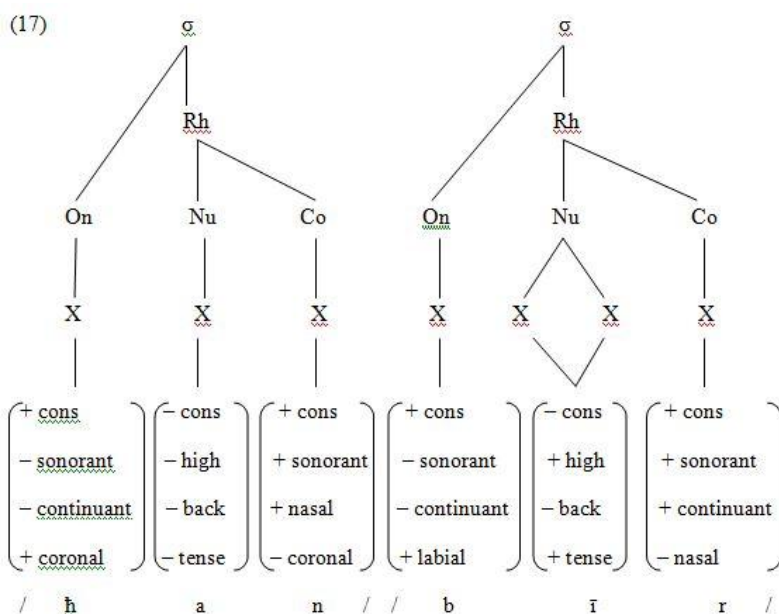 (17) σ σ
Rh Rh
On Nu Co On Nu Co
X X X X X X X
+ cons – cons + cons + cons – cons + cons
– sonorant – high + sonorant – sonorant + high + sonorant
– continuant – back + nasal – continuant – back + continuant
+ coronal – tense – coronal + labial + tense – nasal
/ ħ a n / / b ī r /